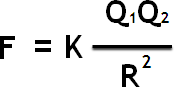 F = K Q₁Q₂ / R²